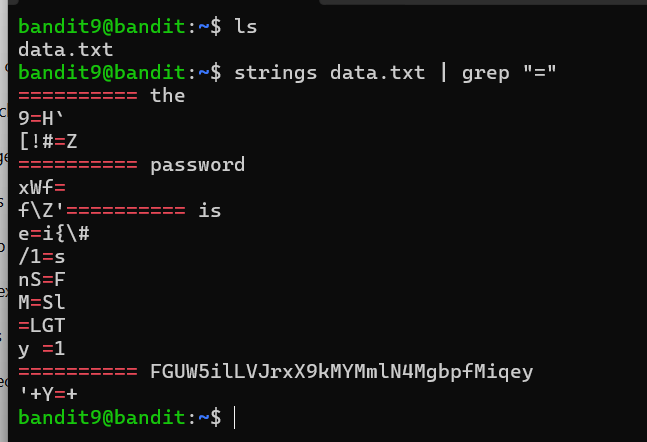 bandit9@bandit:~$ ls
data.txt
bandit9@bandit:~$ strings data.txt | grep "="
========== the
9=H`
[!#=Z
========== password
xWf=
f\Z'========== is
e=i{\#
/1=s
nS=F
M=Sl
=LGT
y =1
========== FGUW5ilLVJrxX9kMYMmlN4MgbpfMiqey
'+Y=+
bandit9@bandit:~$